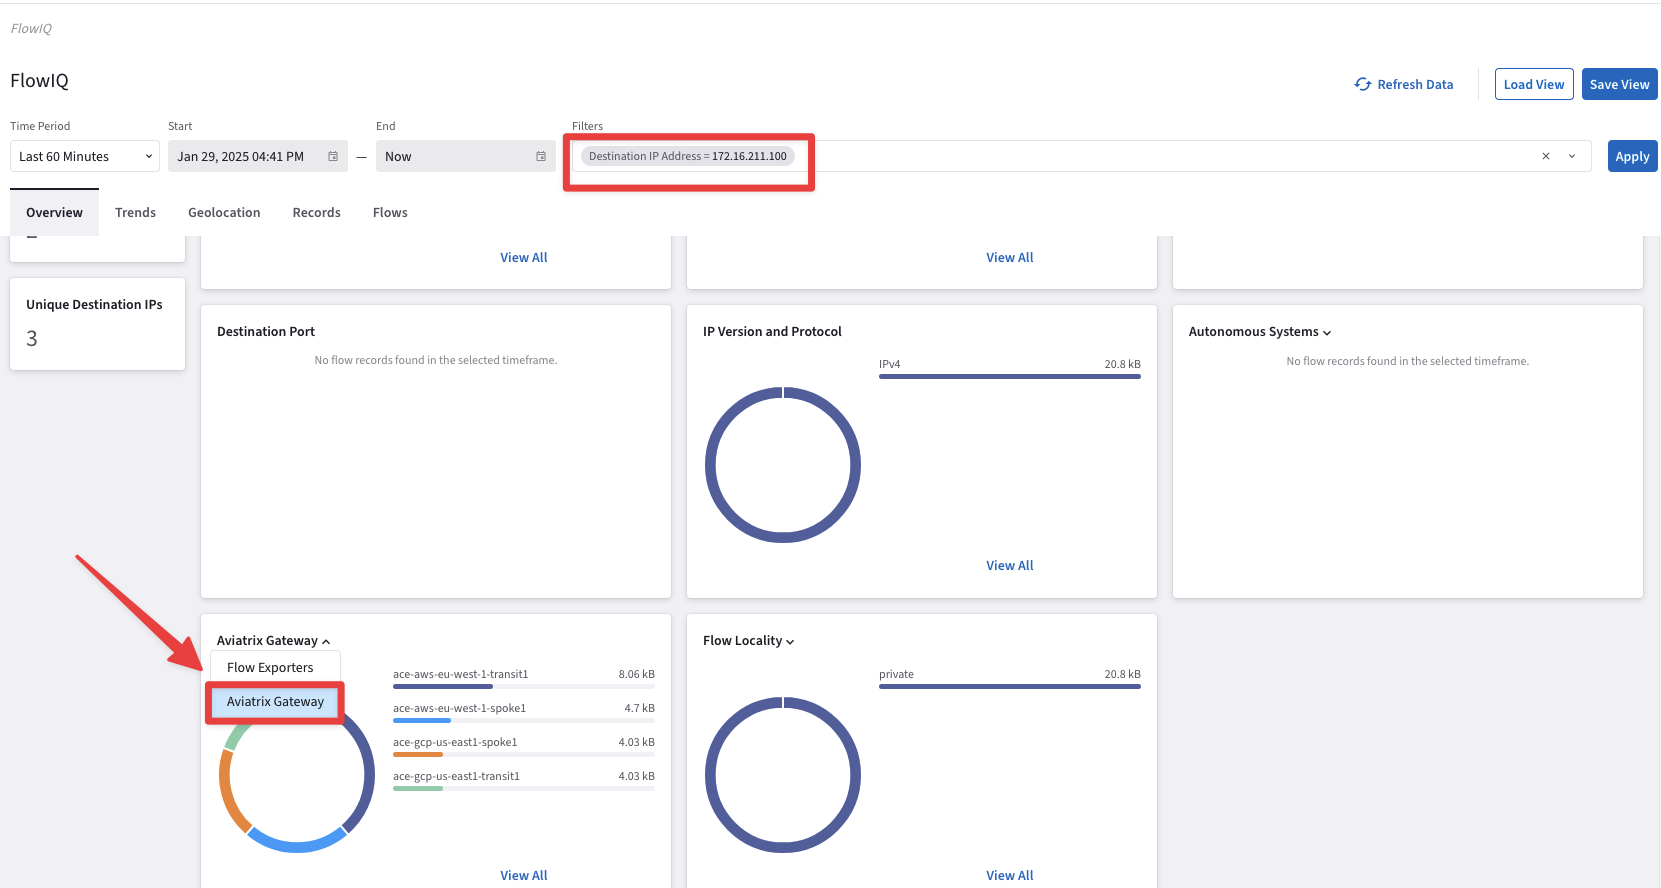 FlowIQ
FlowIQ
Refresh Data
Load View
Save View
Time Period
Start
End
Filters
Last 60 Minutes
Jan 29, 2025 04:41 PM
—
Now
Destination IP Address = 172.16.211.100
Apply
Overview
Trends
Geolocation
Records
Flows
View All
View All
Unique Destination IPs
3
Destination Port
No flow records found in the selected timeframe.
IP Version and Protocol
IPv4
20.8 kB
View All
Autonomous Systems
No flow records found in the selected timeframe.
Aviatrix Gateway
Flow Exporters
Aviatrix Gateway
ace-aws-eu-west-1-transit1
8.06 kB
ace-aws-eu-west-1-spoke1
4.7 kB
ace-gcp-us-east1-spoke1
4.03 kB
ace-gcp-us-east1-transit1
4.03 kB
View All
Flow Locality
private
20.8 kB
View All